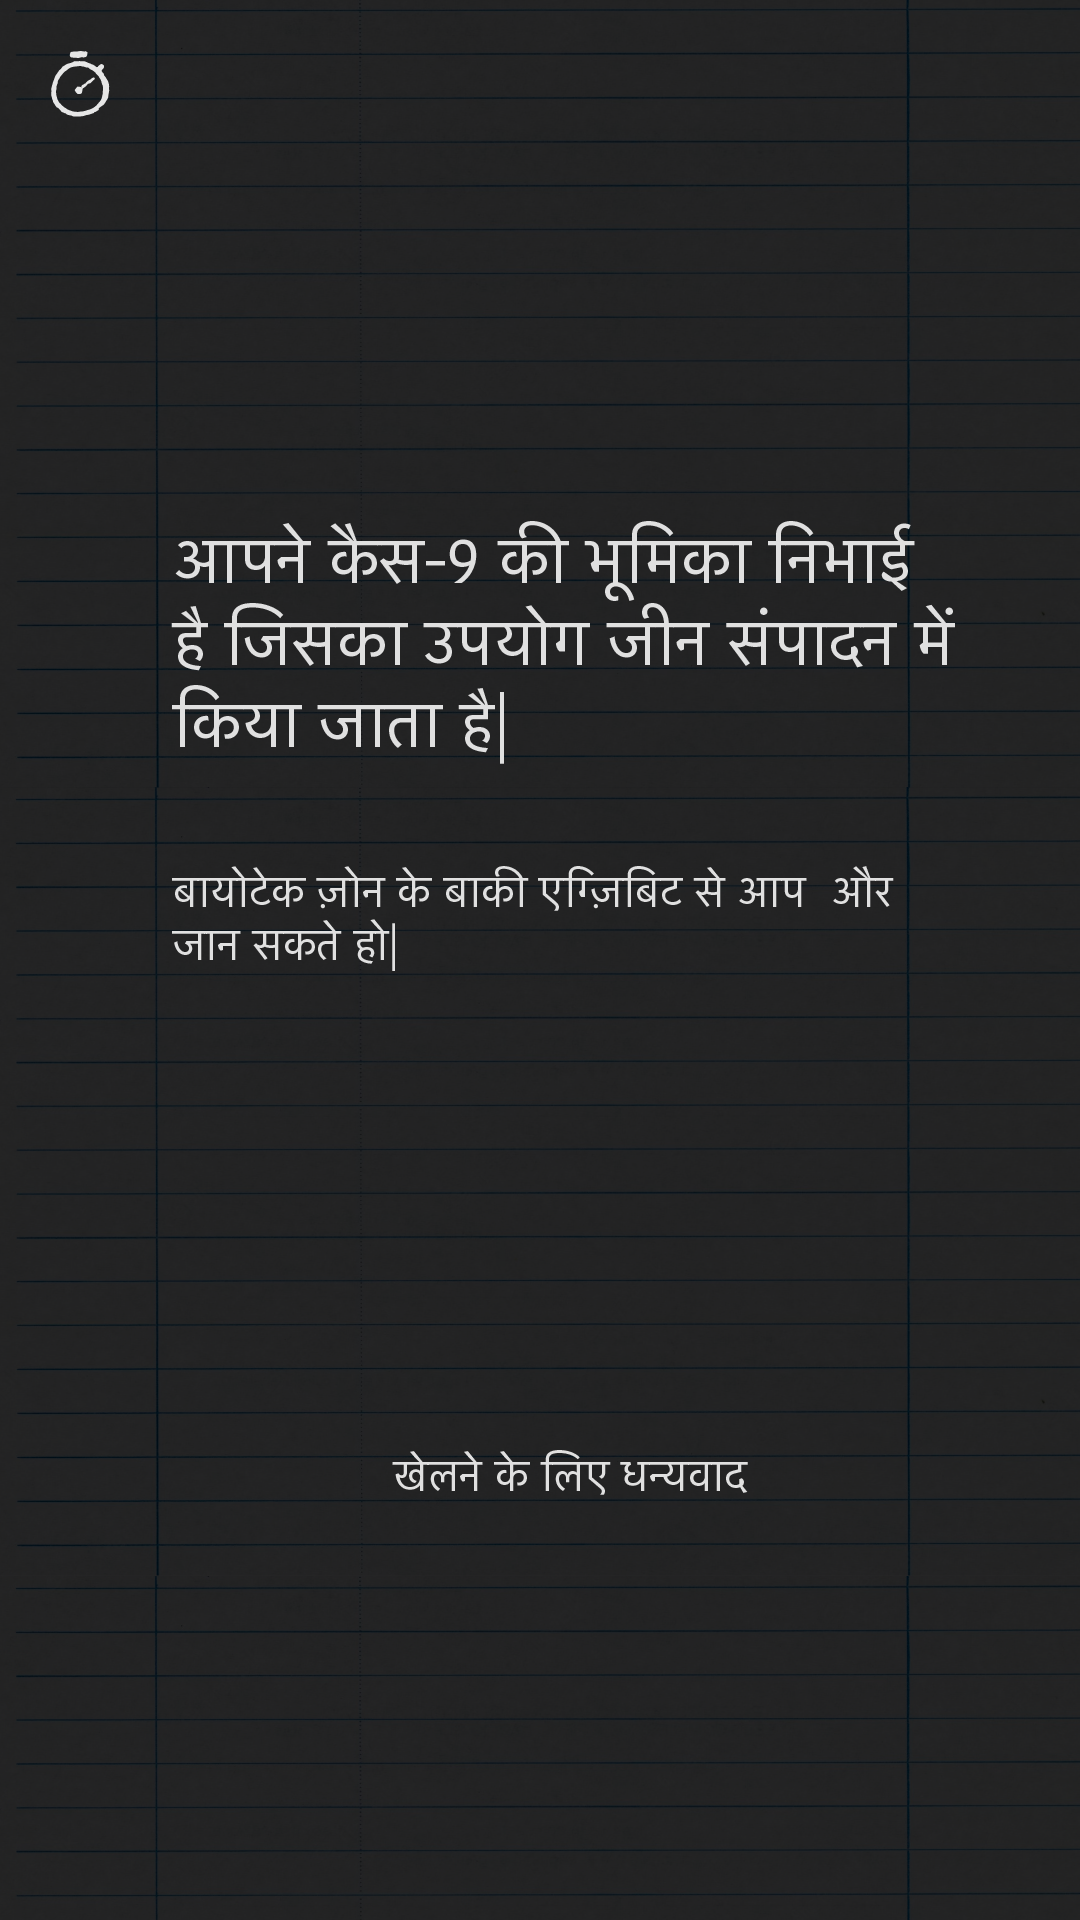 आपने कैस-9 की भूमिका निभाई
है जिसका उपयोग जीन संपादन में
किया जाता है|
बायोटेक ज़ोन के बाकी एग्ज़िबिट से आप  और
जान सकते हो|
खेलने के लिए धन्यवाद